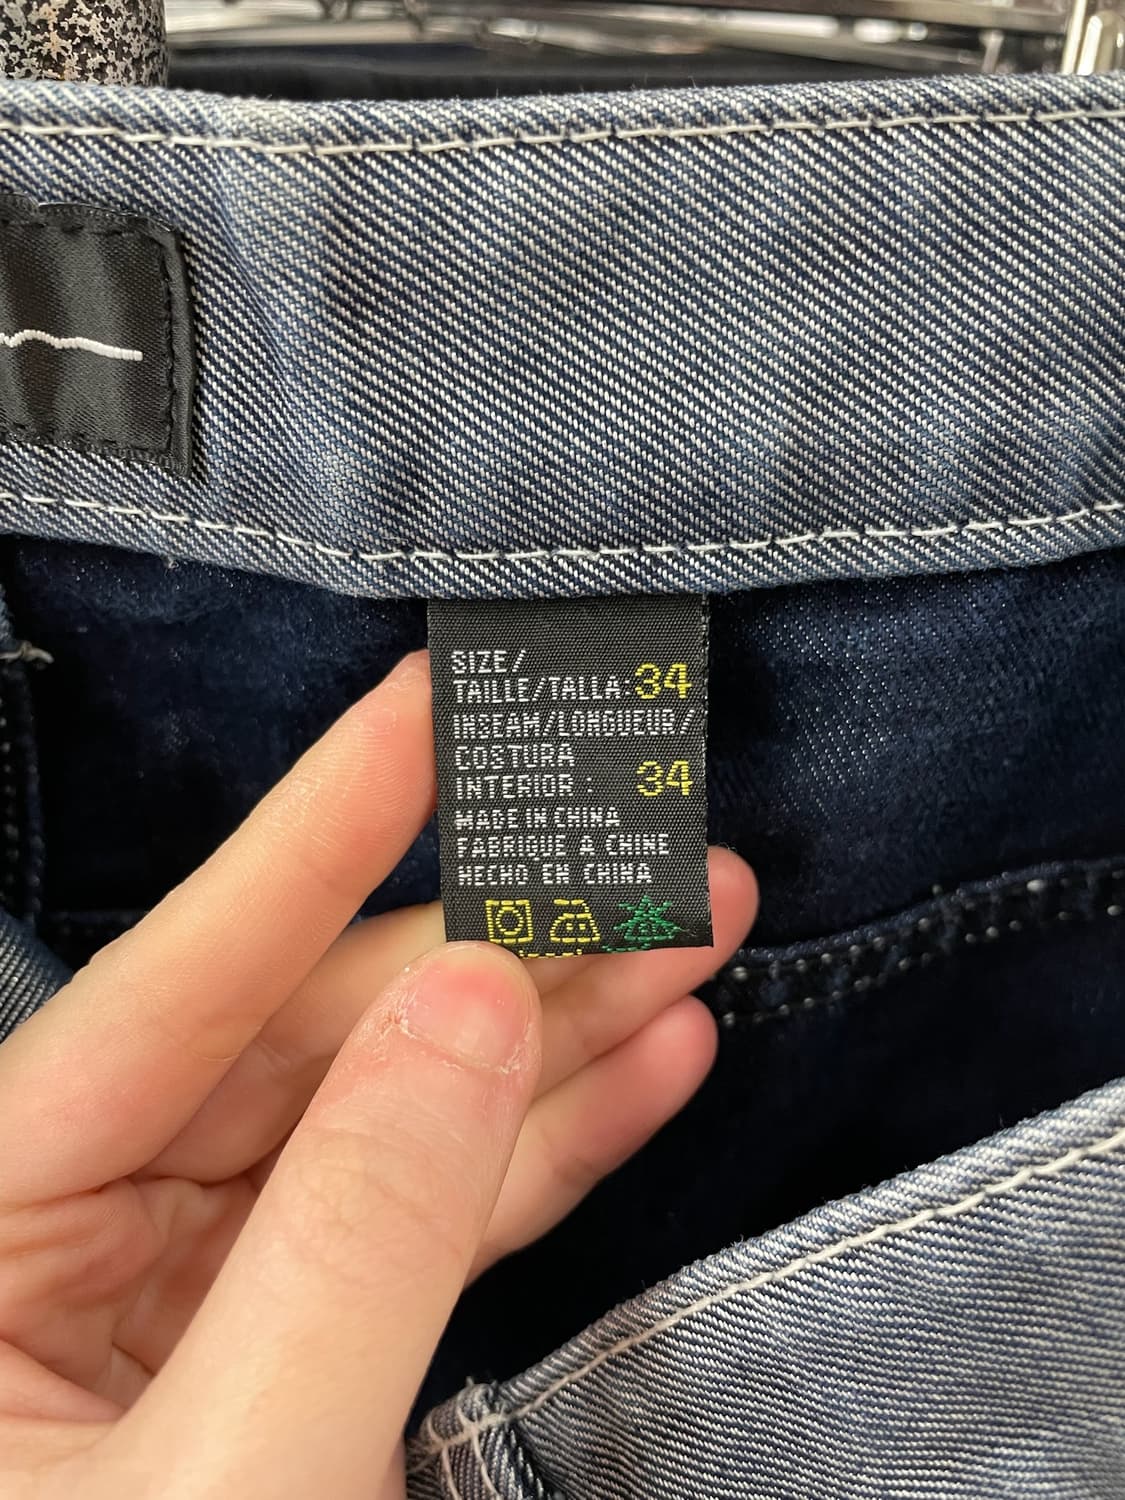 SIZE/
TAILLE/TALLA: 34
INSEAM/LONGUEUR/
COSTURA
INTERIOR : 34
MADE IN CHINA
FABRIQUE A CHINE
HECHO EN CHINA